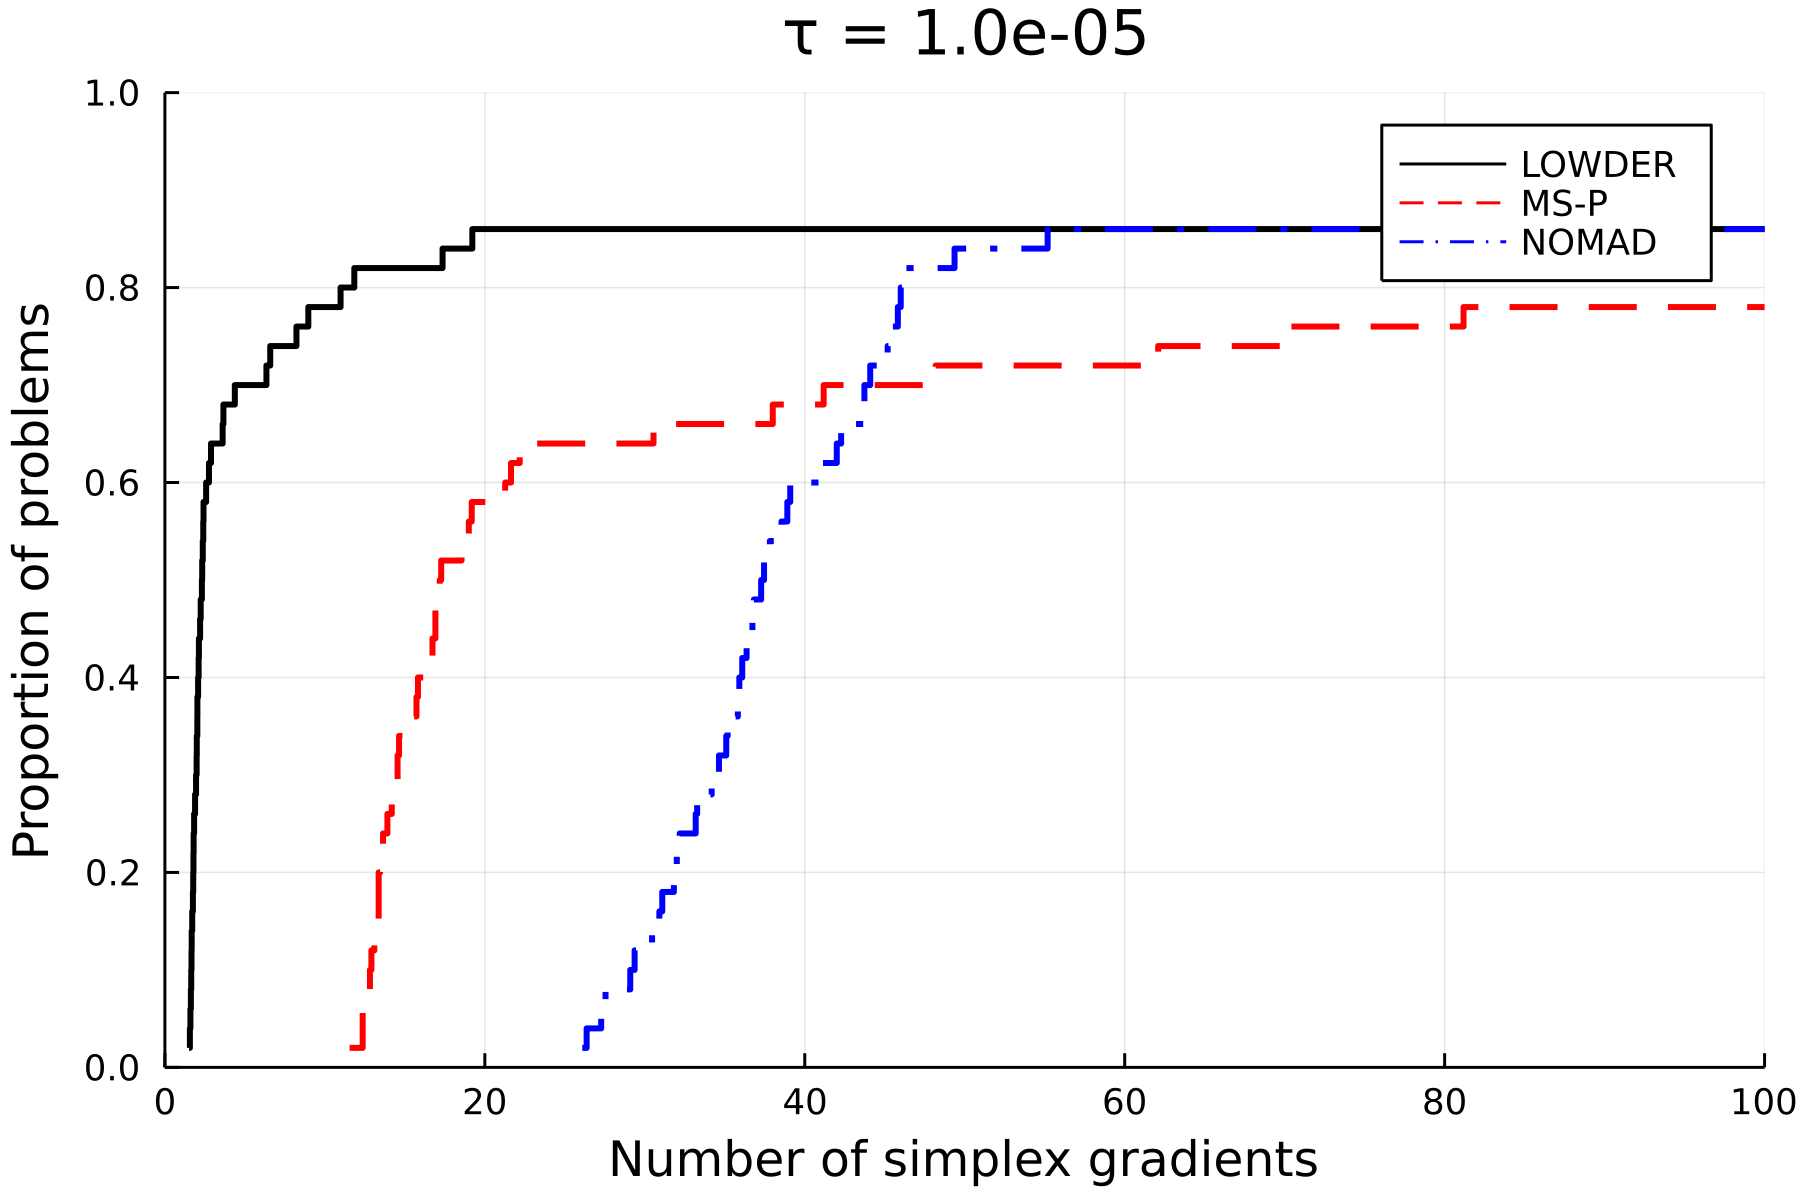 τ = 1.0e-05
1.0
0.8
0.6
0.4
0.2
0.0
Proportion of problems
LOWDER
MS-P
NOMAD
0 20 40 60 80 100
Number of simplex gradients